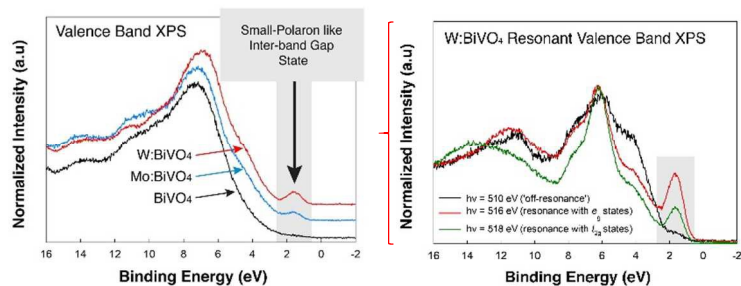 Valence Band XPS
Small-Polaron like
Inter-band Gap
State
W:BiVO₄
Mo:BiVO₄
BiVO₄
Normalized Intensity (a.u)
16 14 12 10 8 6 4 2 0 -2
Binding Energy (eV)
W:BiVO₄ Resonant Valence Band XPS
hν = 510 eV ('off-resonance')
hν = 516 eV (resonance with e_g states)
hν = 518 eV (resonance with t_2g states)
Normalized Intensity (a.u)
16 14 12 10 8 6 4 2 0 -2
Binding Energy (eV)